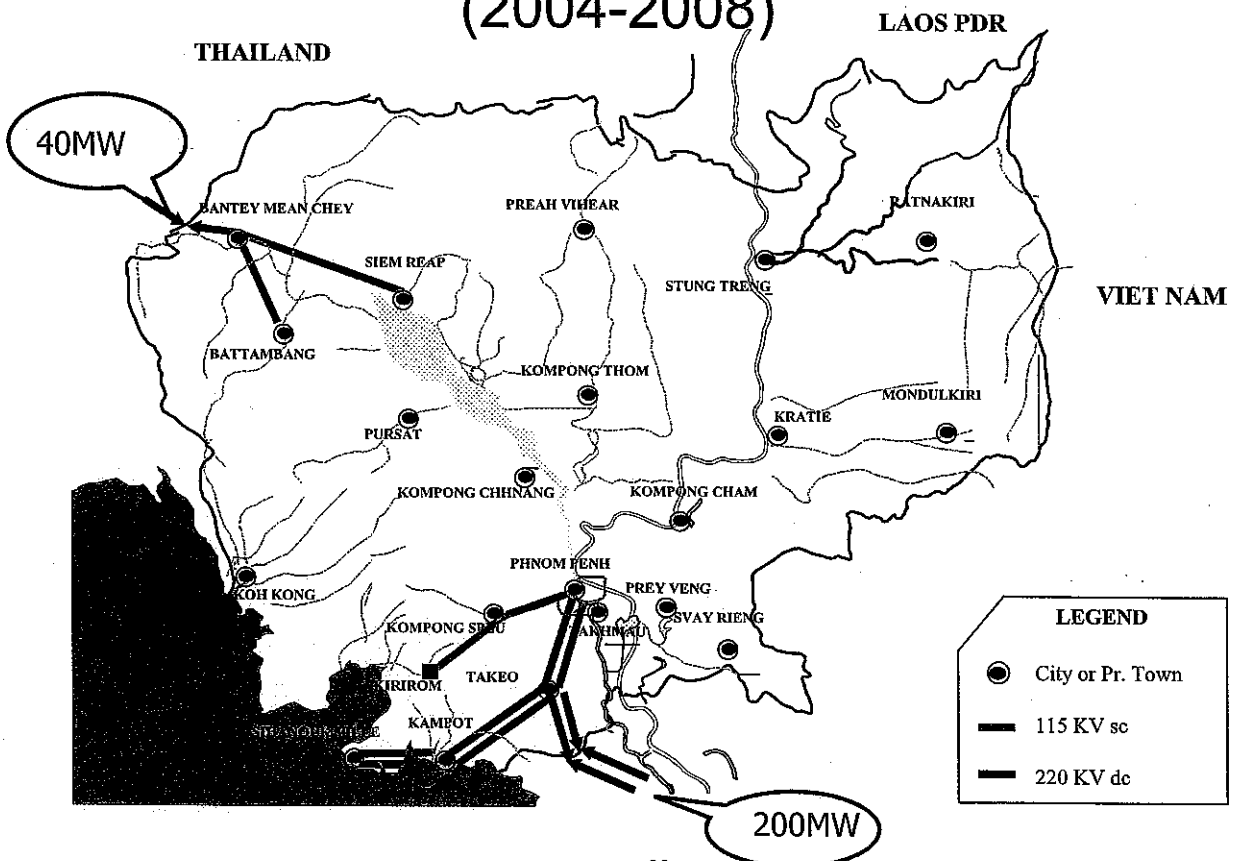 (2004-2008)
LAOS PDR
THAILAND
40MW
BANTEY MEAN CHEY
PREAH VIHEAR
RATNAKIRI
SIEM REAP
STUNG TRENG
VIET NAM
BATTAMBANG
KOMPONG THOM
MONDULKIRI
KRATIE
PURSAT
KOMPONG CHHNANG
KOMPONG CHAM
PHNOM PENH
PREY VENG
KOH KONG
SVAY RIENG
KOMPONG SPEU
TAKHMAU
LEGEND
City or Pr. Town
KIRIROM
TAKEO
KAMPOT
115 KV sc
220 KV dc
200MW